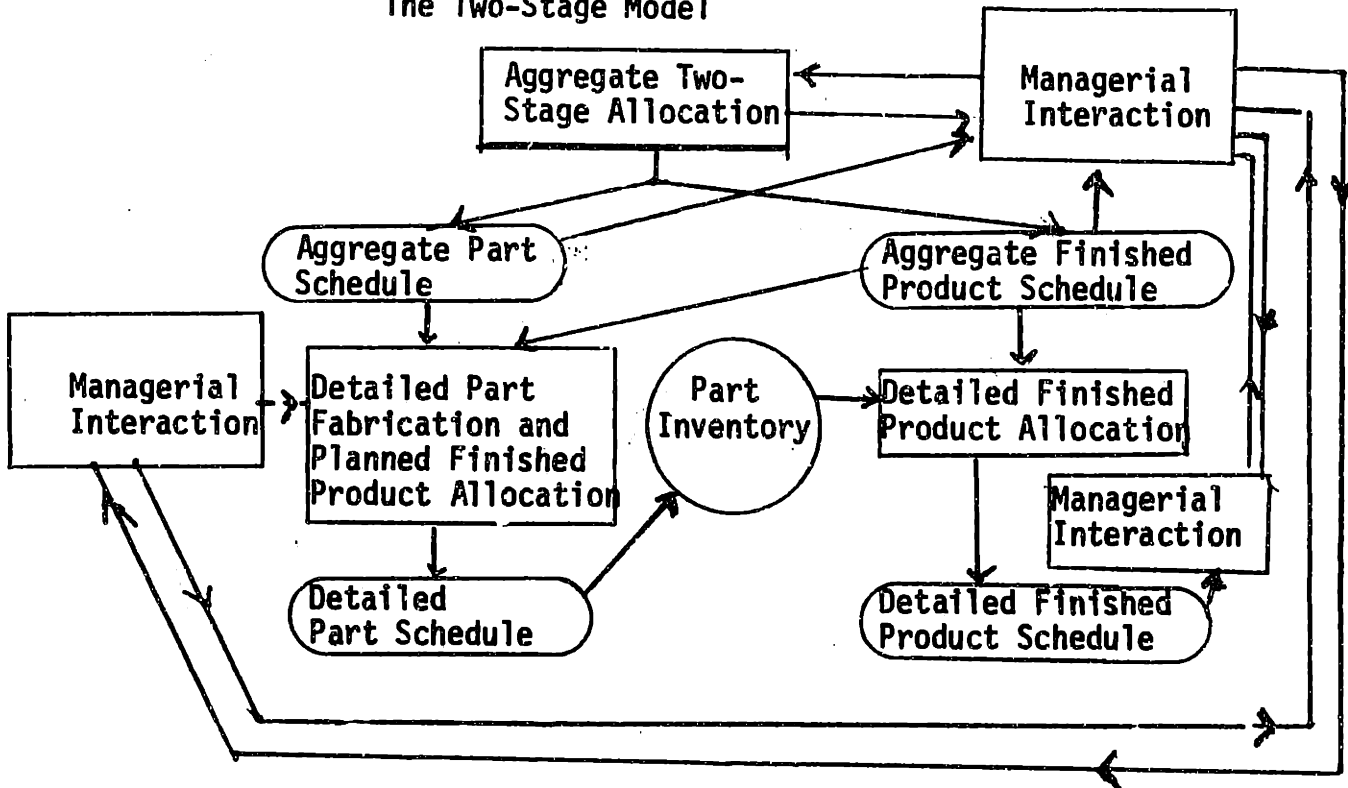 The Two-Stage Model
Aggregate Two-
Stage Allocation
Managerial
Interaction
Aggregate Part
Schedule
Aggregate Finished
Product Schedule
Managerial
Interaction
Detailed Part
Fabrication and
Planned Finished
Product Allocation
Part
Inventory
Detailed Finished
Product Allocation
Managerial
Interaction
Detailed
Part Schedule
Detailed Finished
Product Schedule